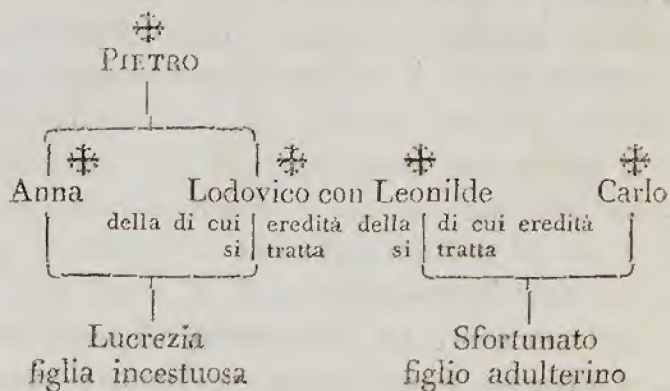 PIETRO
Anna Lodovico con Leonilde Carlo
della di cui eredità della di cui eredità
si tratta si tratta
Lucrezia Sfortunato
figlia incestuosa figlio adulterino